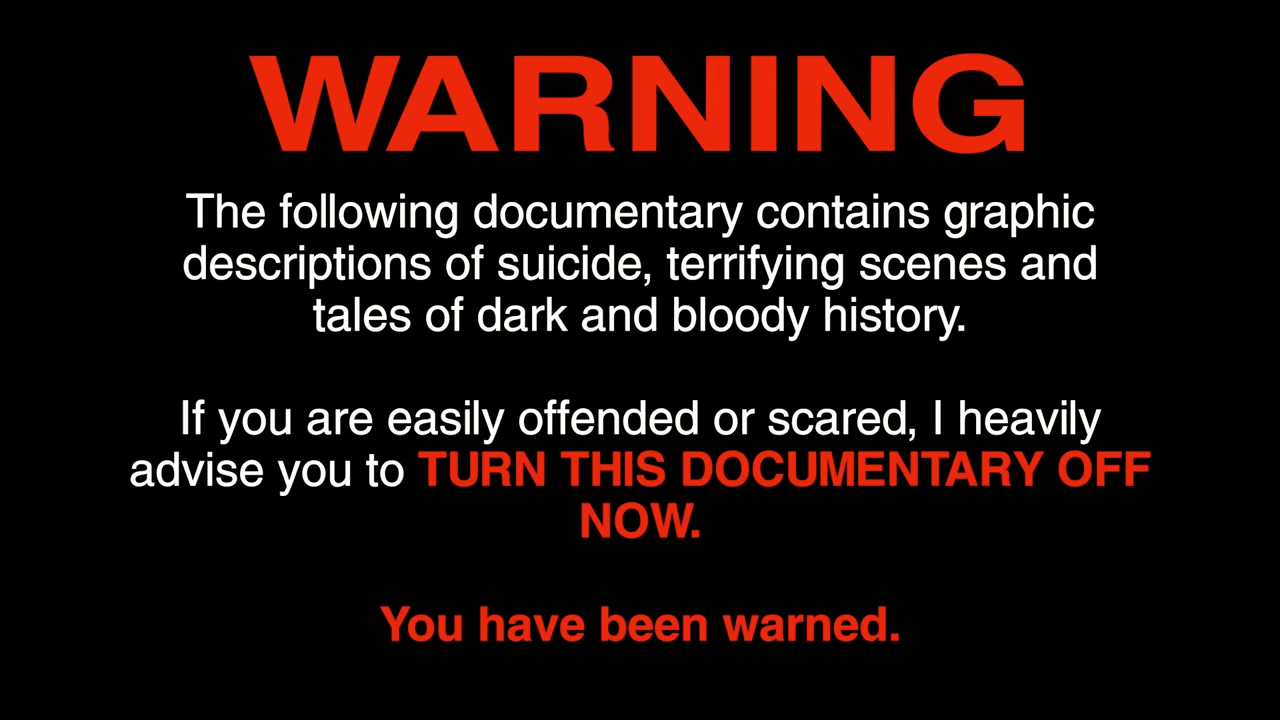 WARNING
The following documentary contains graphic
descriptions of suicide, terrifying scenes and
tales of dark and bloody history.
If you are easily offended or scared, I heavily
advise you to TURN THIS DOCUMENTARY OFF
NOW.
You have been warned.